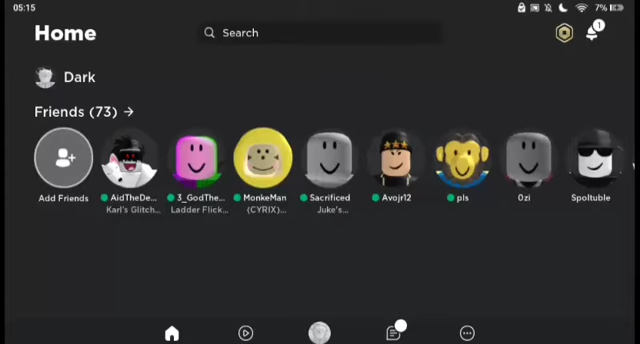 05:15 7%
Home
Search
1
Dark
Friends (73) →
Add Friends
AidTheDe...
Karl's Glitch...
3_GodThe...
Ladder Flick...
MonkeMan
(CYRIX)...
Sacrificed
Juke's...
Avojr12
pls
0zi
Spoltuble